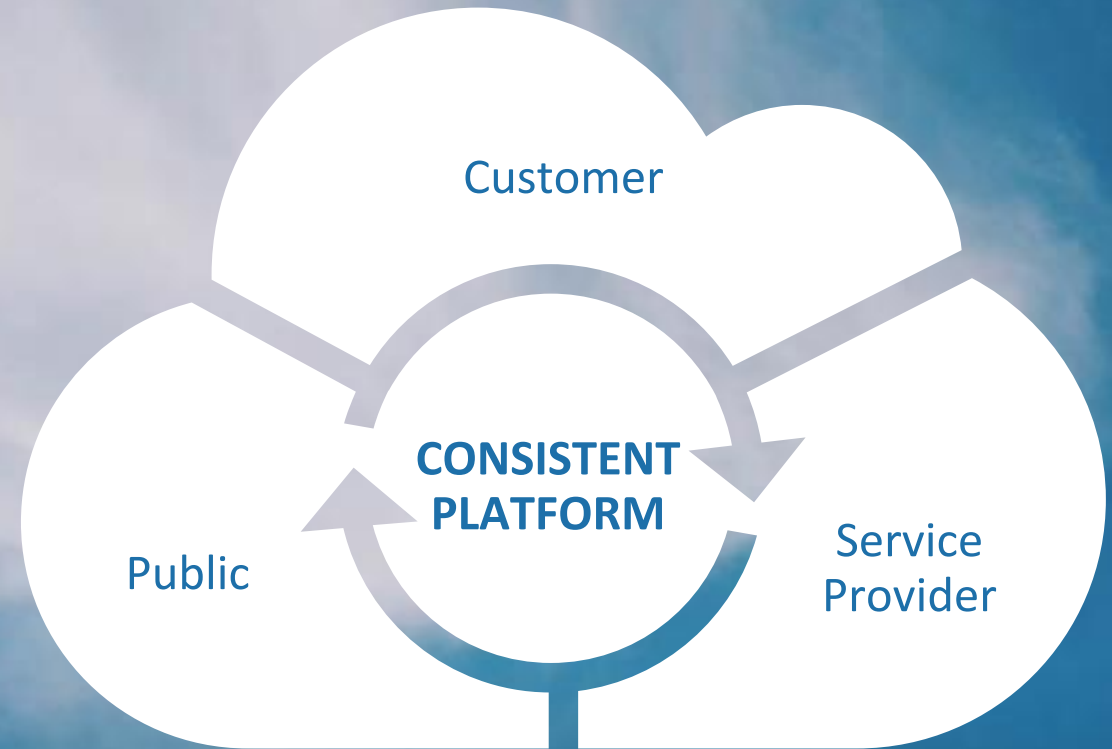 Customer
CONSISTENT
PLATFORM
Public
Service
Provider